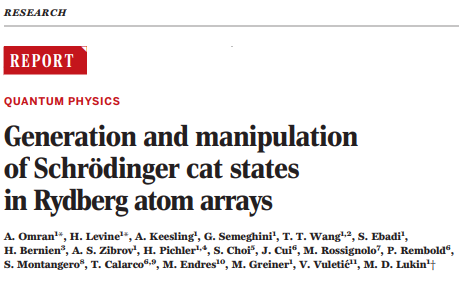 RESEARCH
REPORT
QUANTUM PHYSICS
Generation and manipulation
of Schrödinger cat states
in Rydberg atom arrays
A. Omran¹*, H. Levine¹*, A. Keesling¹, G. Semeghini¹, T. T. Wang¹,², S. Ebadi¹,
H. Bernien³, A. S. Zibrov¹, H. Pichler¹,⁴, S. Choi⁵, J. Cui⁶, M. Rossignolo⁷, P. Rembold⁶,
S. Montangero⁸, T. Calarco⁶,⁹, M. Endres¹⁰, M. Greiner¹, V. Vuletić¹¹, M. D. Lukin¹†